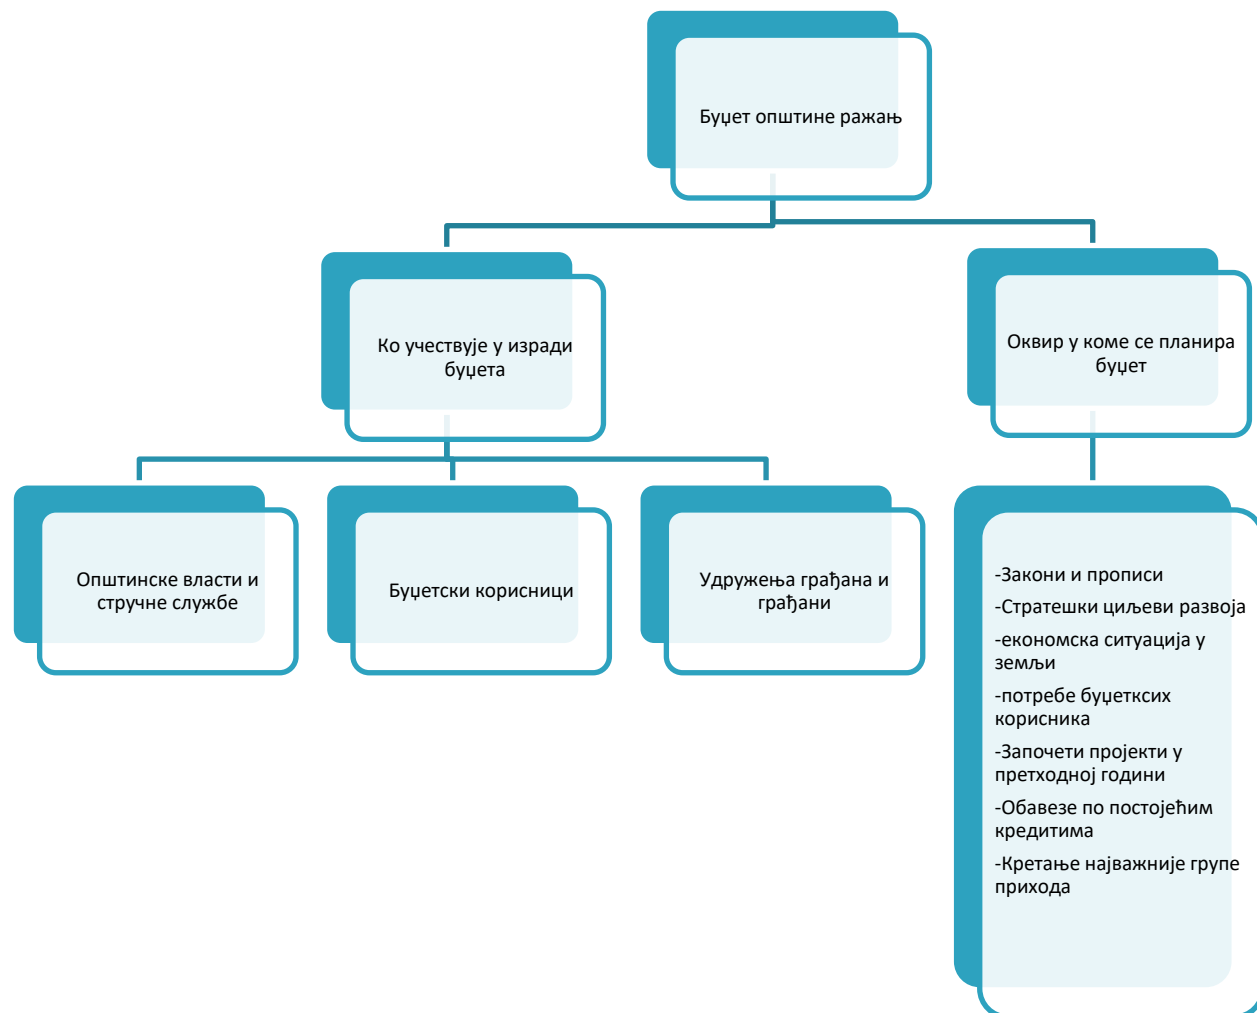 Буџет општине ражањ
Ко учествује у изради
буџета
Оквир у коме се планира
буџет
Општинске власти и
стручне службе
Буџетски корисници
Удружења грађана и
грађани
-Закони и прописи
-Стратешки циљеви развоја
-економска ситуација у
земљи
-потребе буџетксих
корисника
-Започети пројекти у
претходној години
-Обавезе по постојећим
кредитима
-Кретање најважније групе
прихода